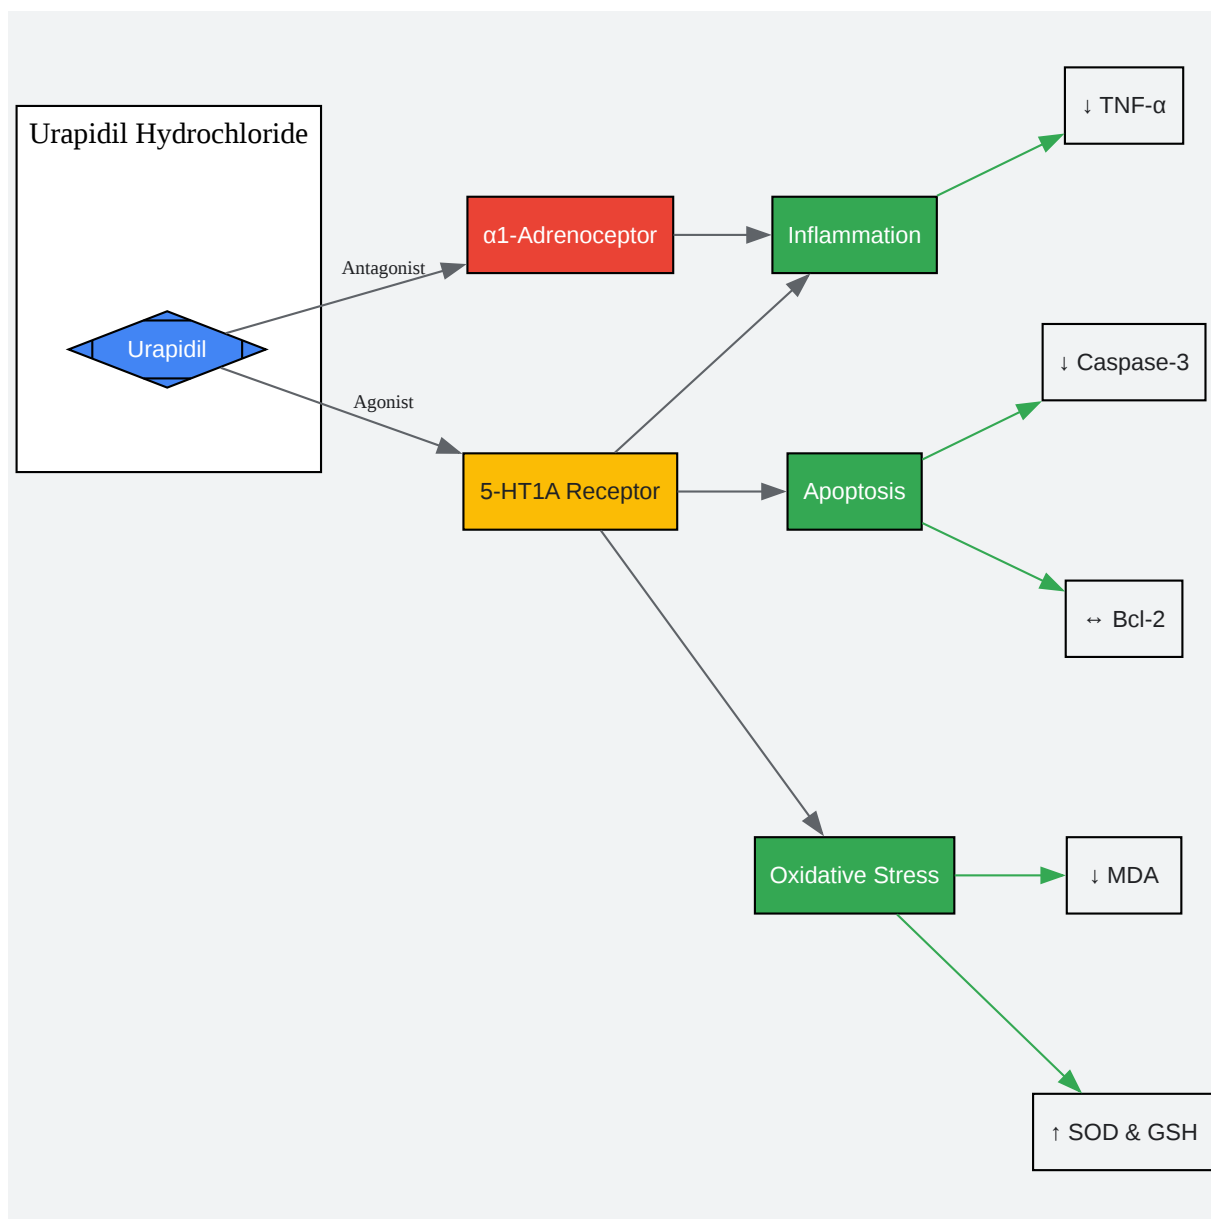 Urapidil Hydrochloride
Urapidil
Antagonist
Agonist
α1-Adrenoceptor
5-HT1A Receptor
Inflammation
Apoptosis
Oxidative Stress
↓ TNF-α
↓ Caspase-3
↔ Bcl-2
↓ MDA
↑ SOD & GSH